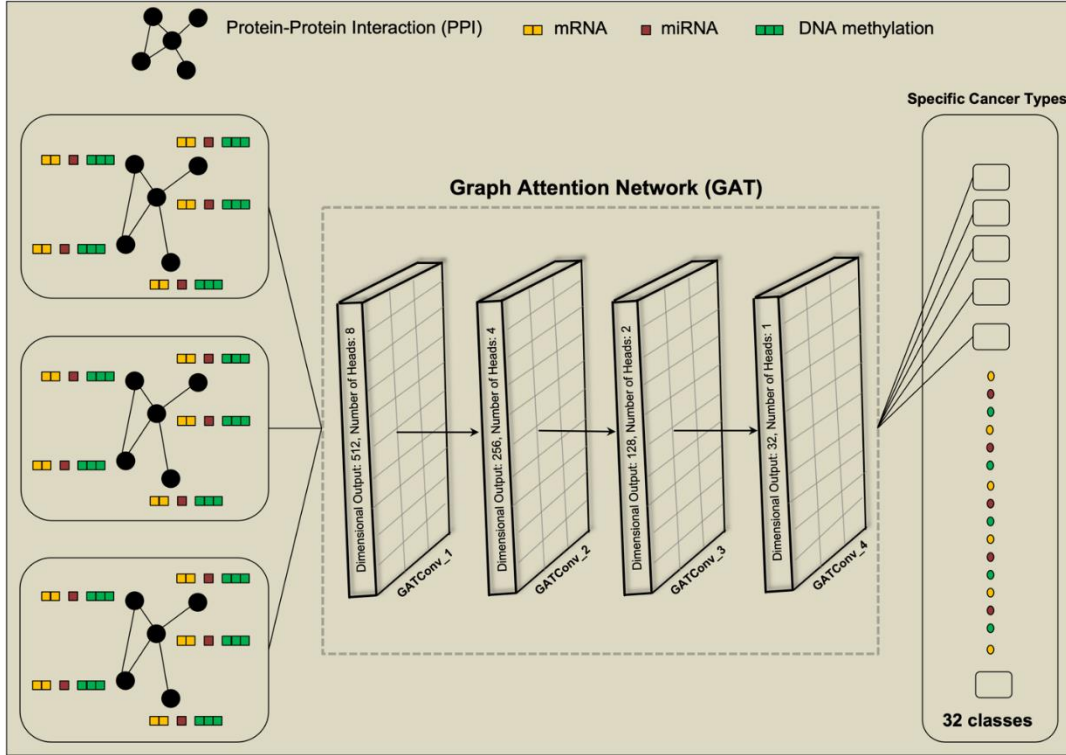 Protein-Protein Interaction (PPI)
mRNA
miRNA
DNA methylation
Specific Cancer Types
Graph Attention Network (GAT)
Dimensional Output: 512, Number of Heads: 8
GATConv_1
Dimensional Output: 256, Number of Heads: 4
GATConv_2
Dimensional Output: 128, Number of Heads: 2
GATConv_3
Dimensional Output: 32, Number of Heads: 1
GATConv_4
32 classes